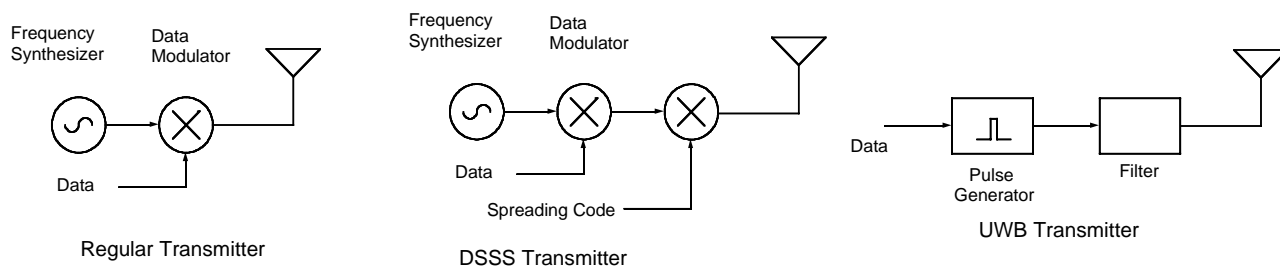 Frequency
Synthesizer
Data
Modulator
Data
Regular Transmitter
Frequency
Synthesizer
Data
Modulator
Data
Spreading Code
DSSS Transmitter
Data
Pulse
Generator
Filter
UWB Transmitter